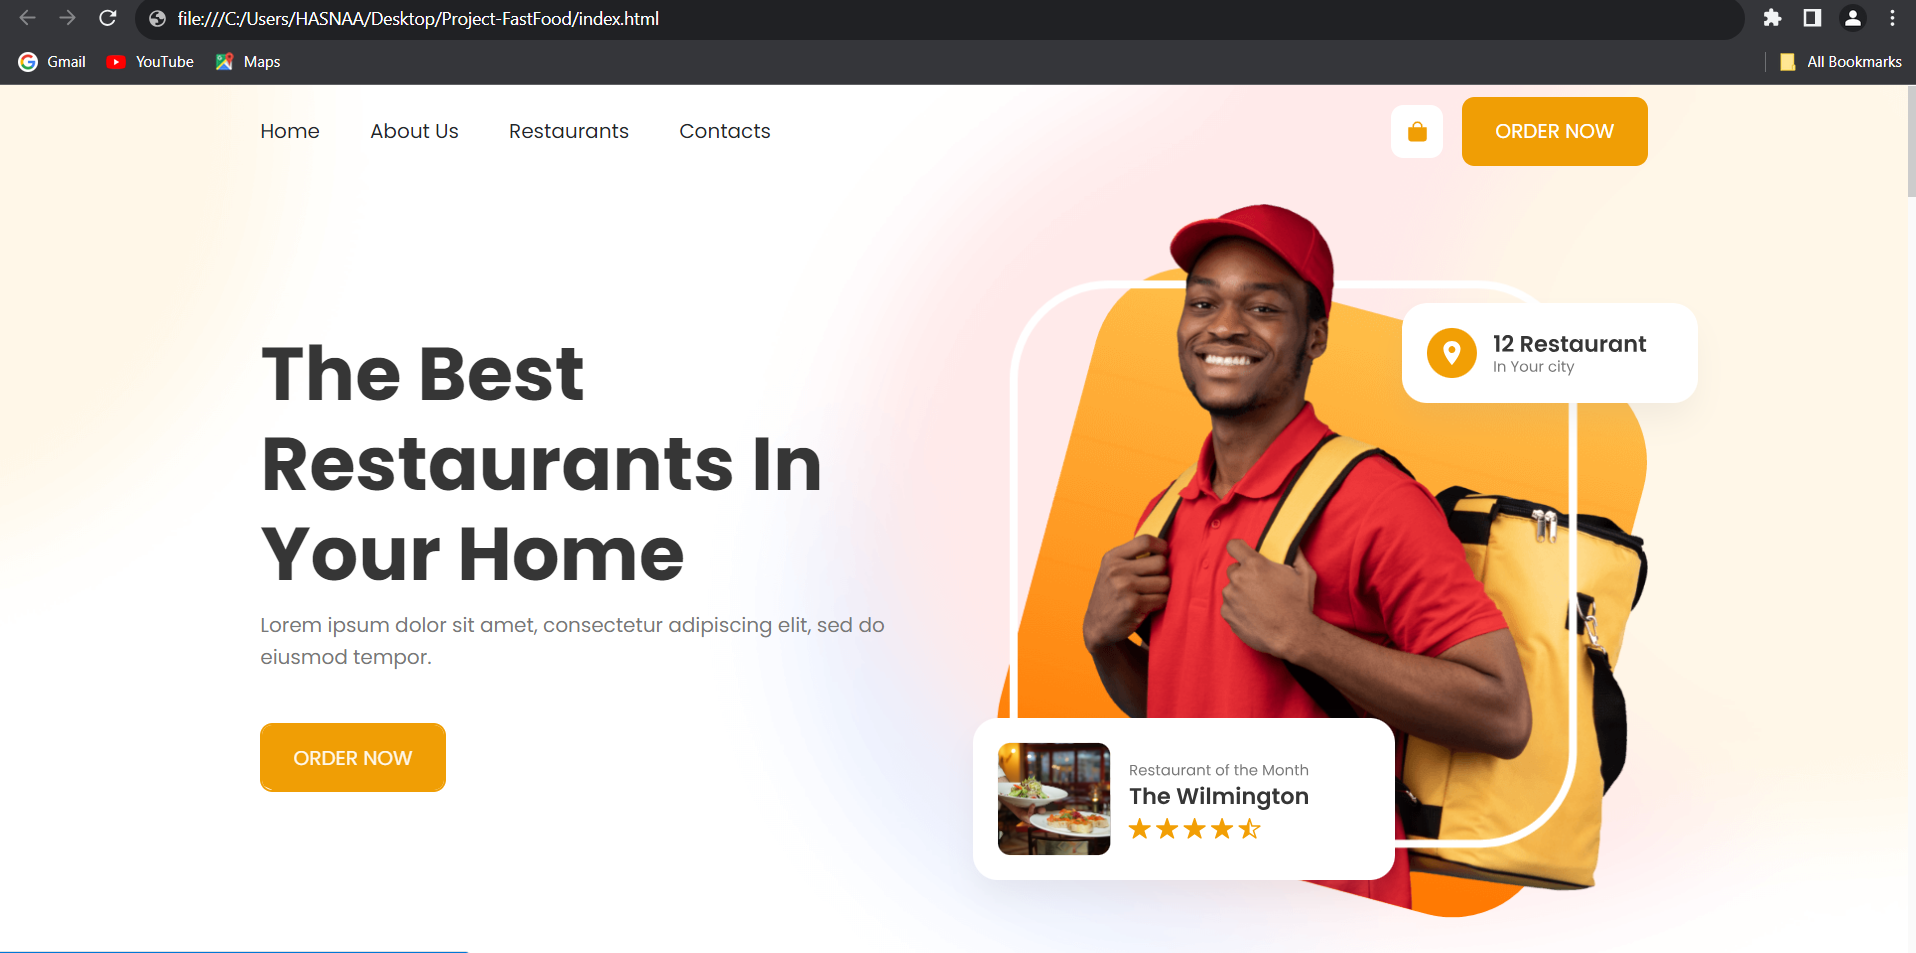 file:///C:/Users/HASNAA/Desktop/Project-FastFood/index.html
Gmail YouTube Maps All Bookmarks
Home About Us Restaurants Contacts ORDER NOW
The Best
Restaurants In
Your Home
Lorem ipsum dolor sit amet, consectetur adipiscing elit, sed do
eiusmod tempor.
ORDER NOW
12 Restaurant
In Your city
Restaurant of the Month
The Wilmington